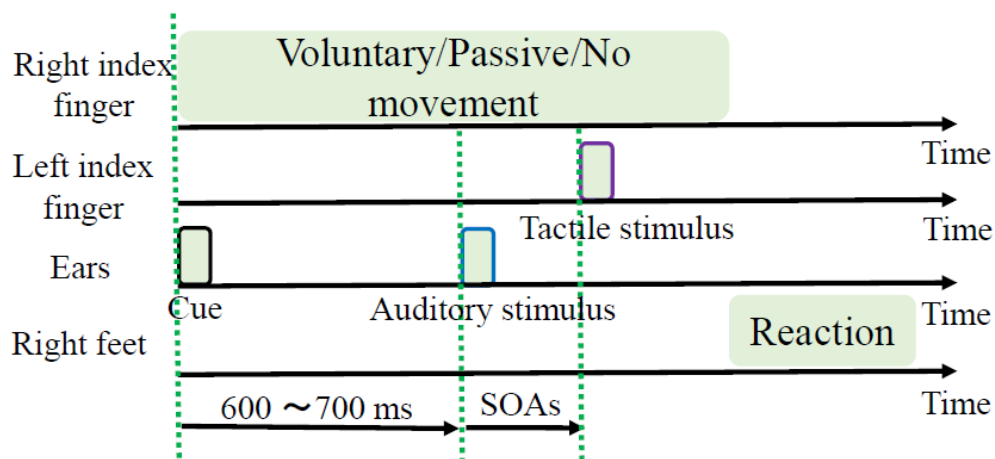 Right index
finger
Voluntary/Passive/No
movement
Time
Left index
finger
Tactile stimulus
Time
Ears
Cue
Auditory stimulus
Time
Right feet
Reaction
Time
600 ~700 ms
SOAs